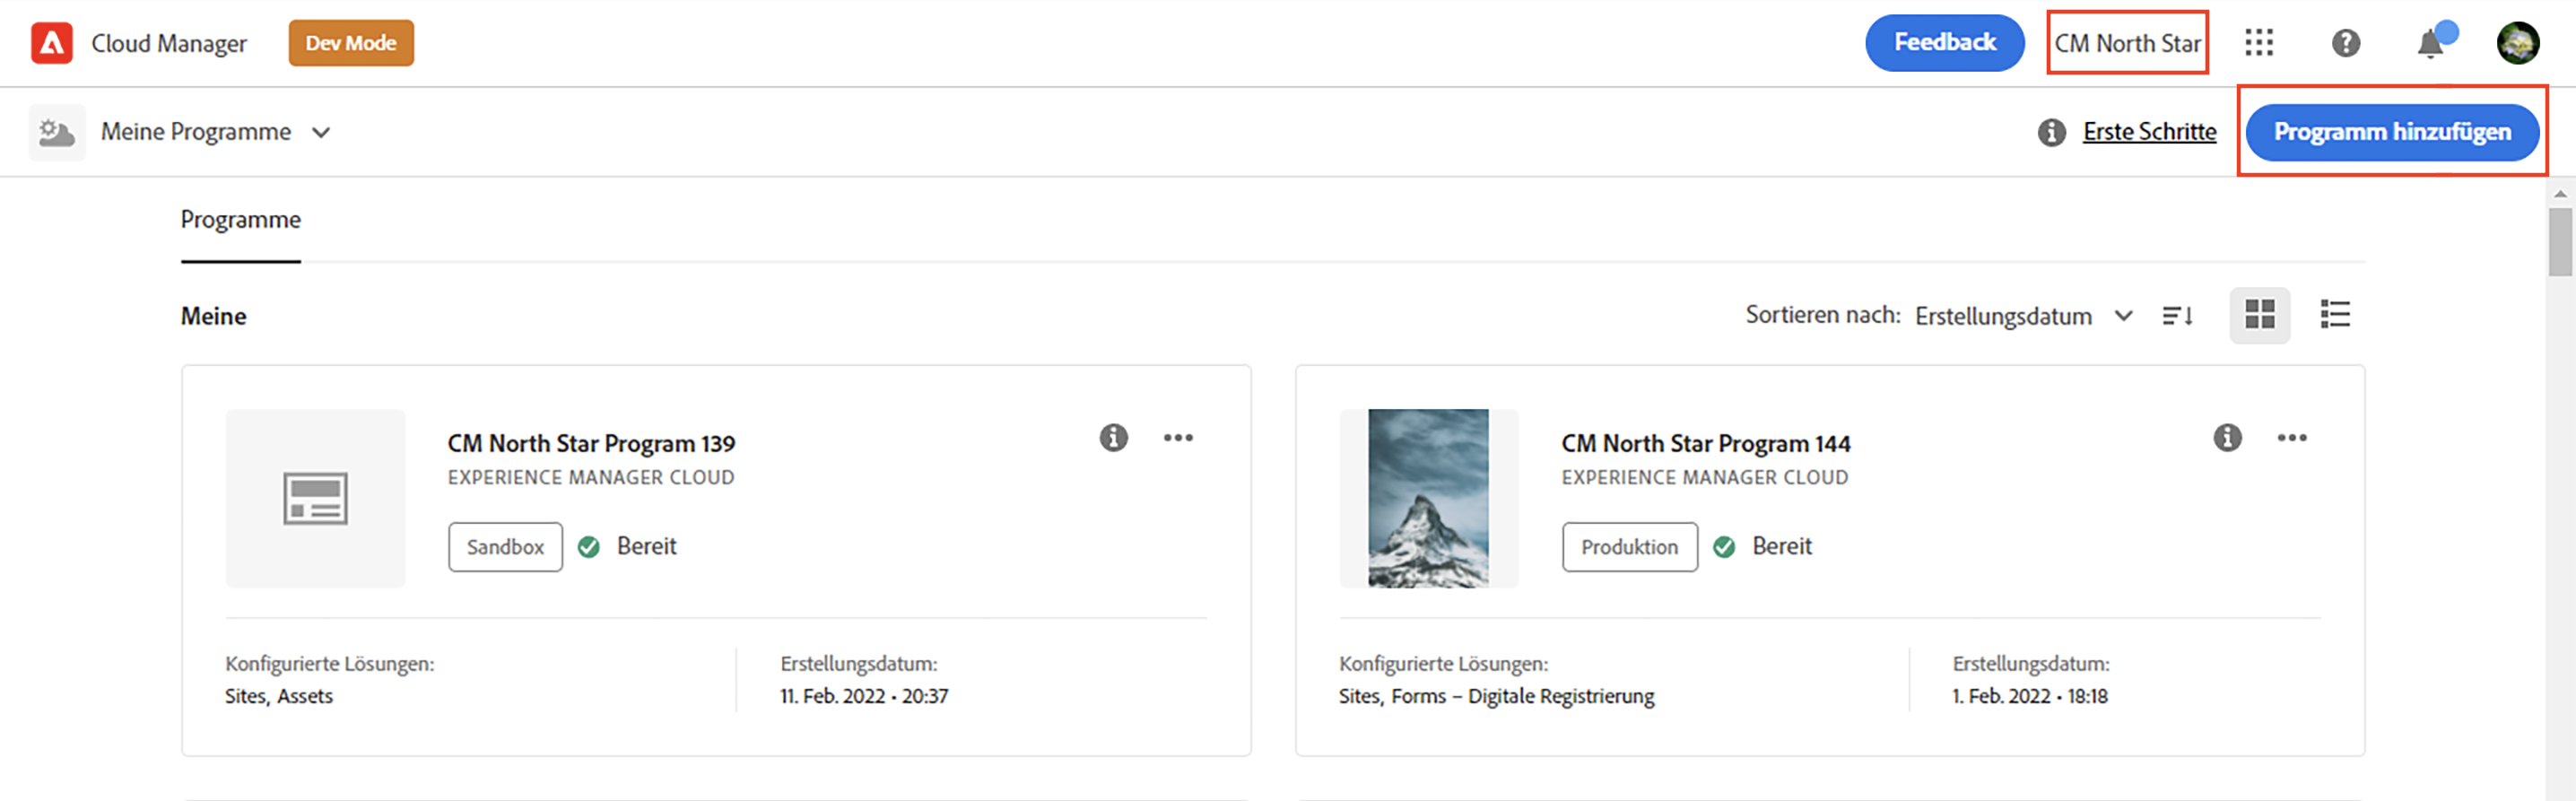 Cloud Manager Dev Mode Feedback CM North Star
Meine Programme Erste Schritte Programm hinzufügen
Programme
Meine Sortieren nach: Erstellungsdatum
CM North Star Program 139
EXPERIENCE MANAGER CLOUD
Sandbox Bereit
Konfigurierte Lösungen:
Sites, Assets
Erstellungsdatum:
11. Feb. 2022 • 20:37
CM North Star Program 144
EXPERIENCE MANAGER CLOUD
Produktion Bereit
Konfigurierte Lösungen:
Sites, Forms – Digitale Registrierung
Erstellungsdatum:
1. Feb. 2022 • 18:18